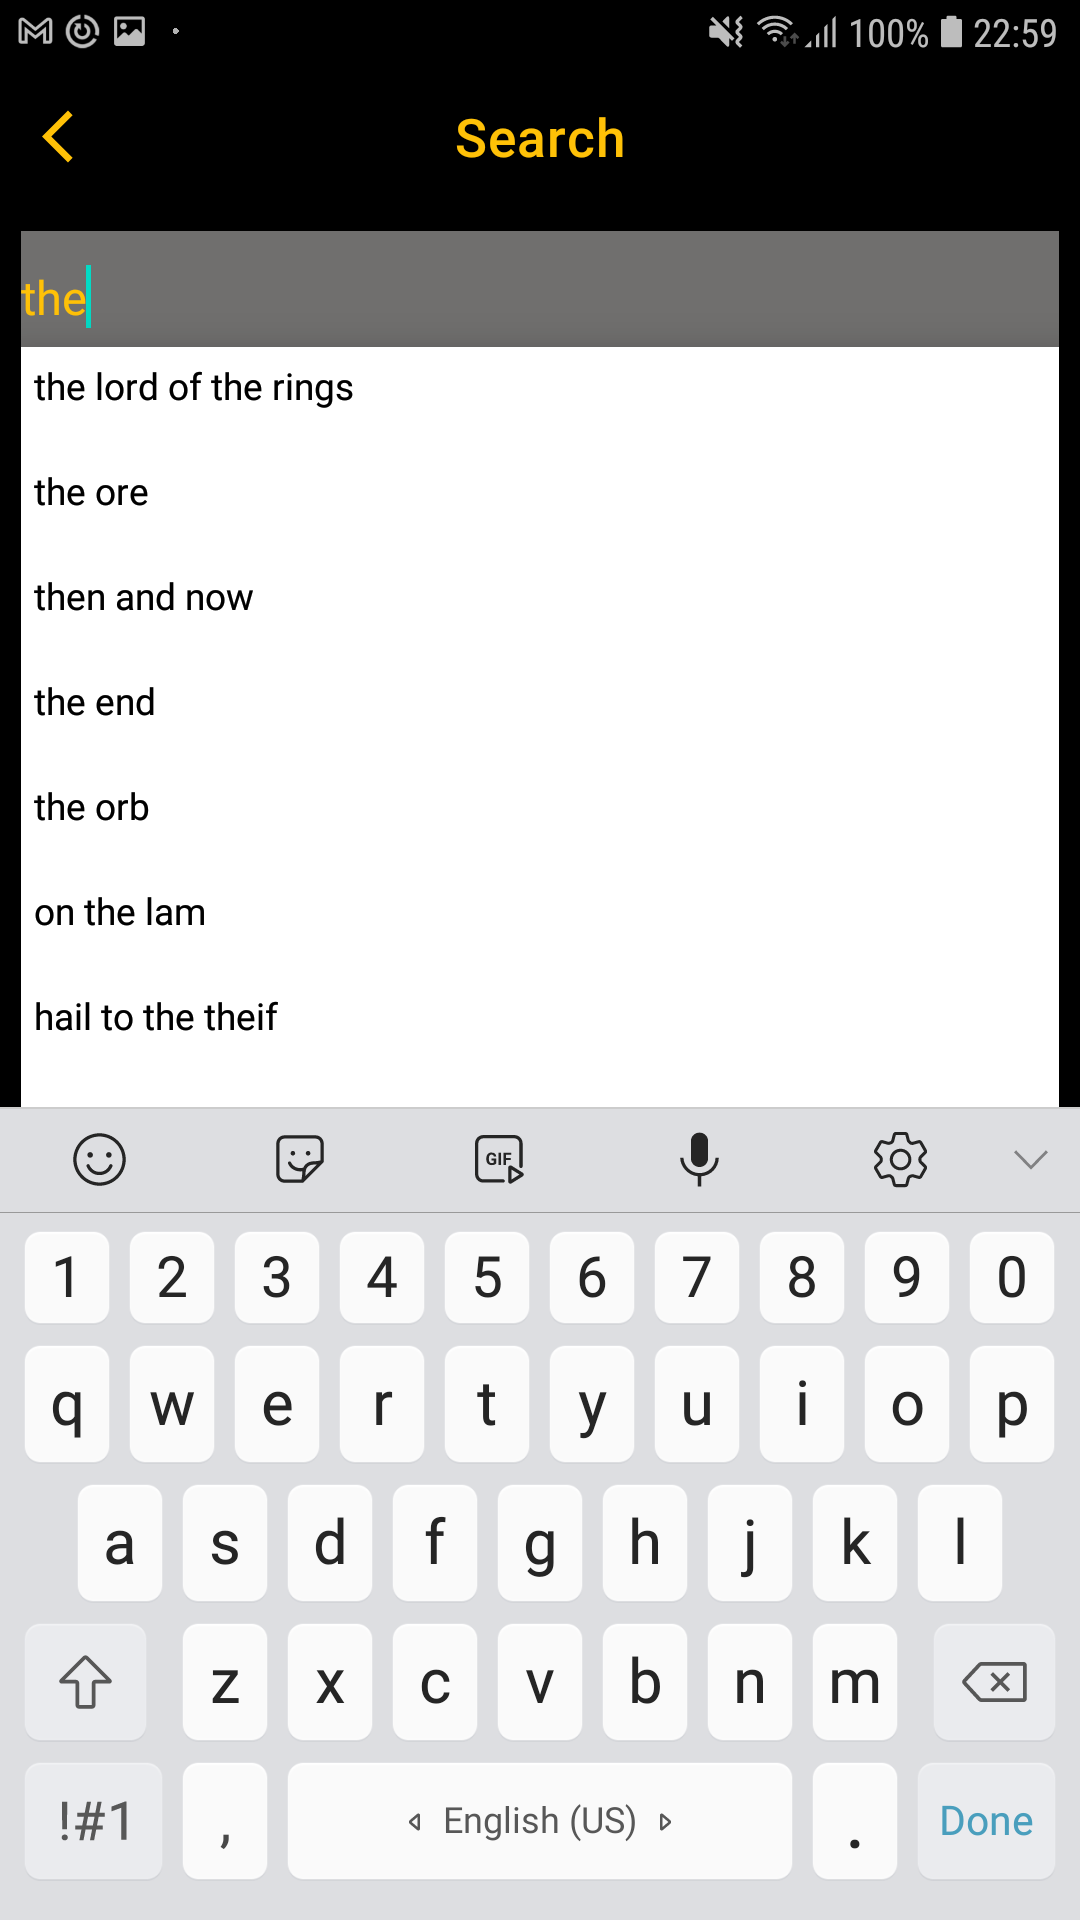 100% 22:59
Search
the
the lord of the rings
the ore
then and now
the end
the orb
on the lam
hail to the theif
GIF
1 2 3 4 5 6 7 8 9 0
q w e r t y u i o p
a s d f g h j k l
z x c v b n m
!#1 , English (US) . Done